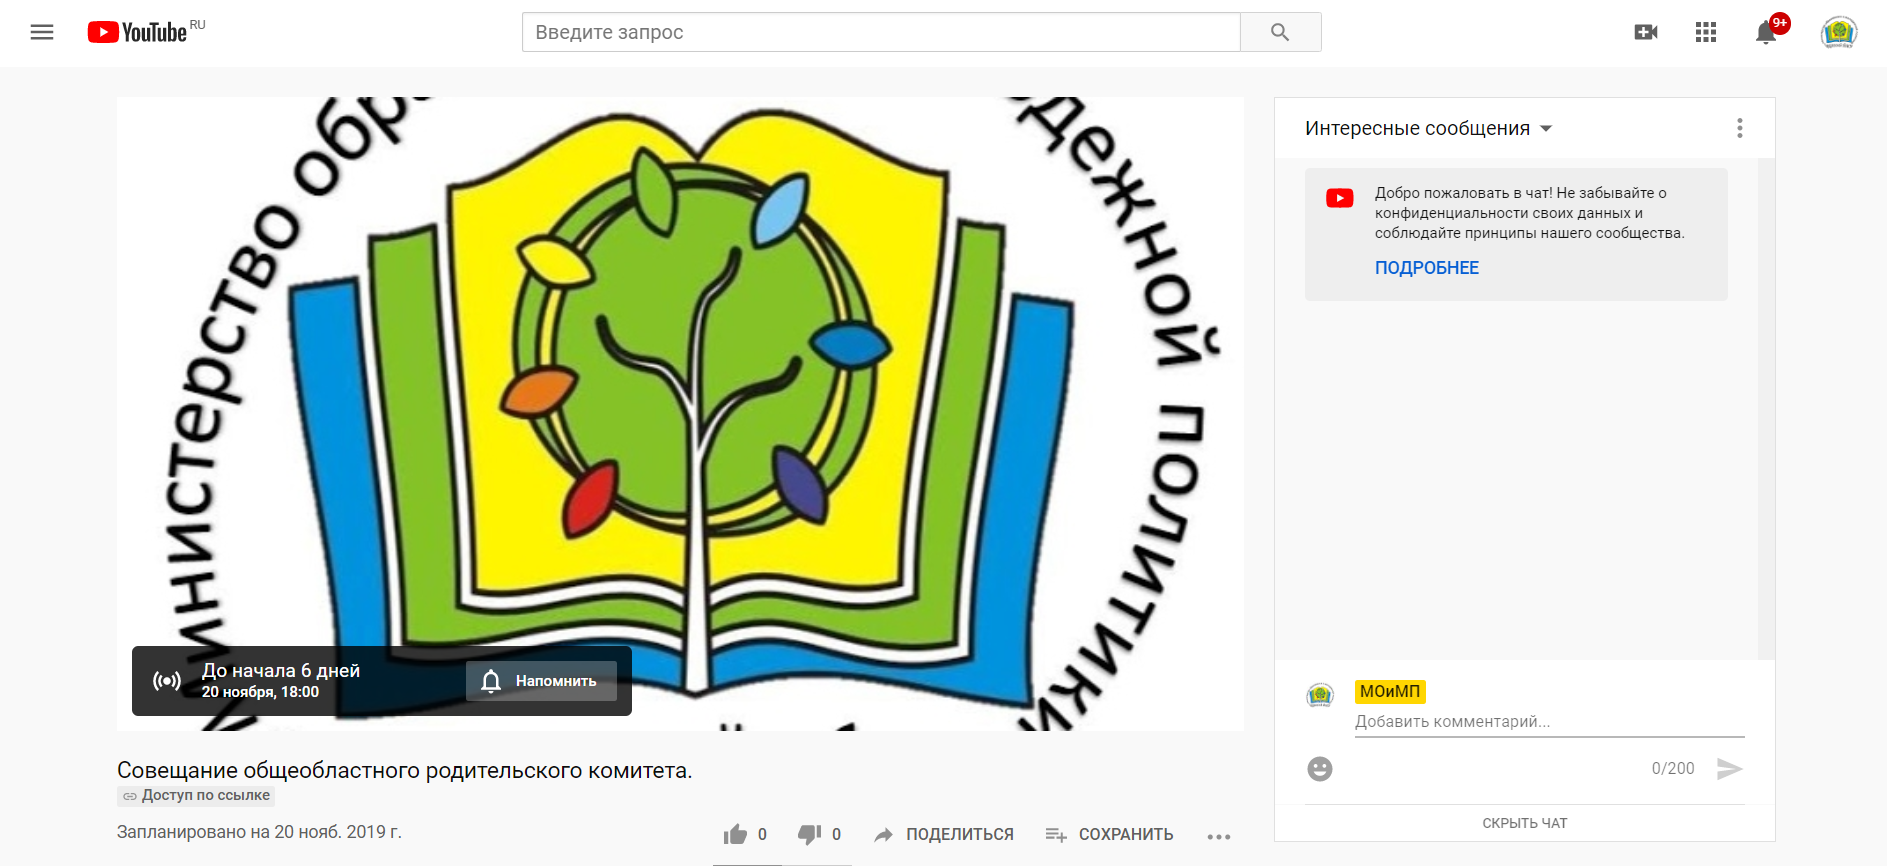 YouTube RU
Введите запрос
9+
Министерство обр
одежной политики
До начала 6 дней
20 ноября, 18:00
Напомнить
Совещание общеобластного родительского комитета.
Доступ по ссылке
Запланировано на 20 нояб. 2019 г.
0
0
ПОДЕЛИТЬСЯ
СОХРАНИТЬ
Интересные сообщения
Добро пожаловать в чат! Не забывайте о
конфиденциальности своих данных и
соблюдайте принципы нашего сообщества.
ПОДРОБНЕЕ
МОиМП
Добавить комментарий...
0/200
СКРЫТЬ ЧАТ